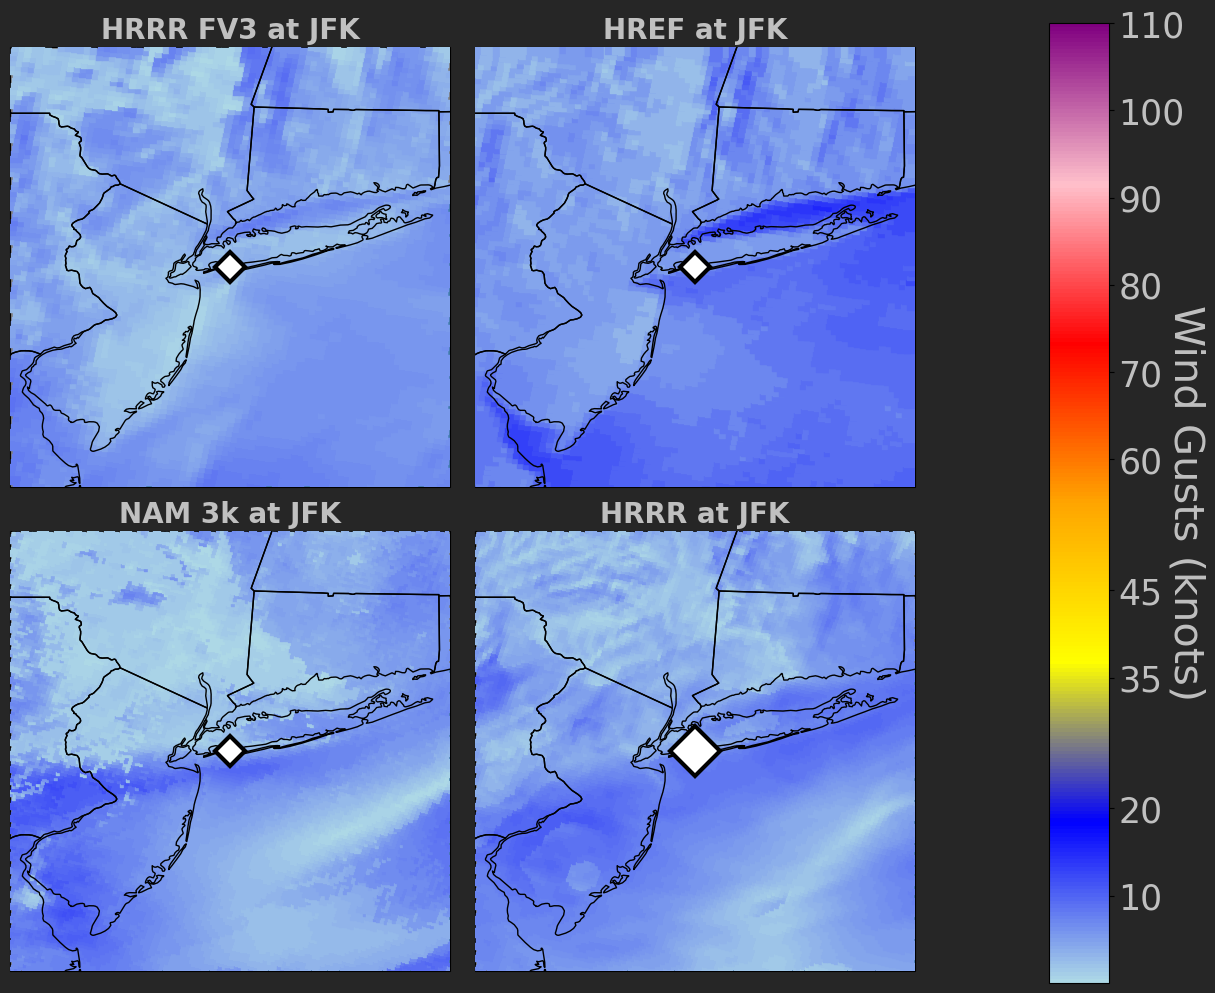 HRRR FV3 at JFK
HREF at JFK
NAM 3k at JFK
HRRR at JFK
110
100
90
80
70
60
45
35
20
10
Wind Gusts (knots)